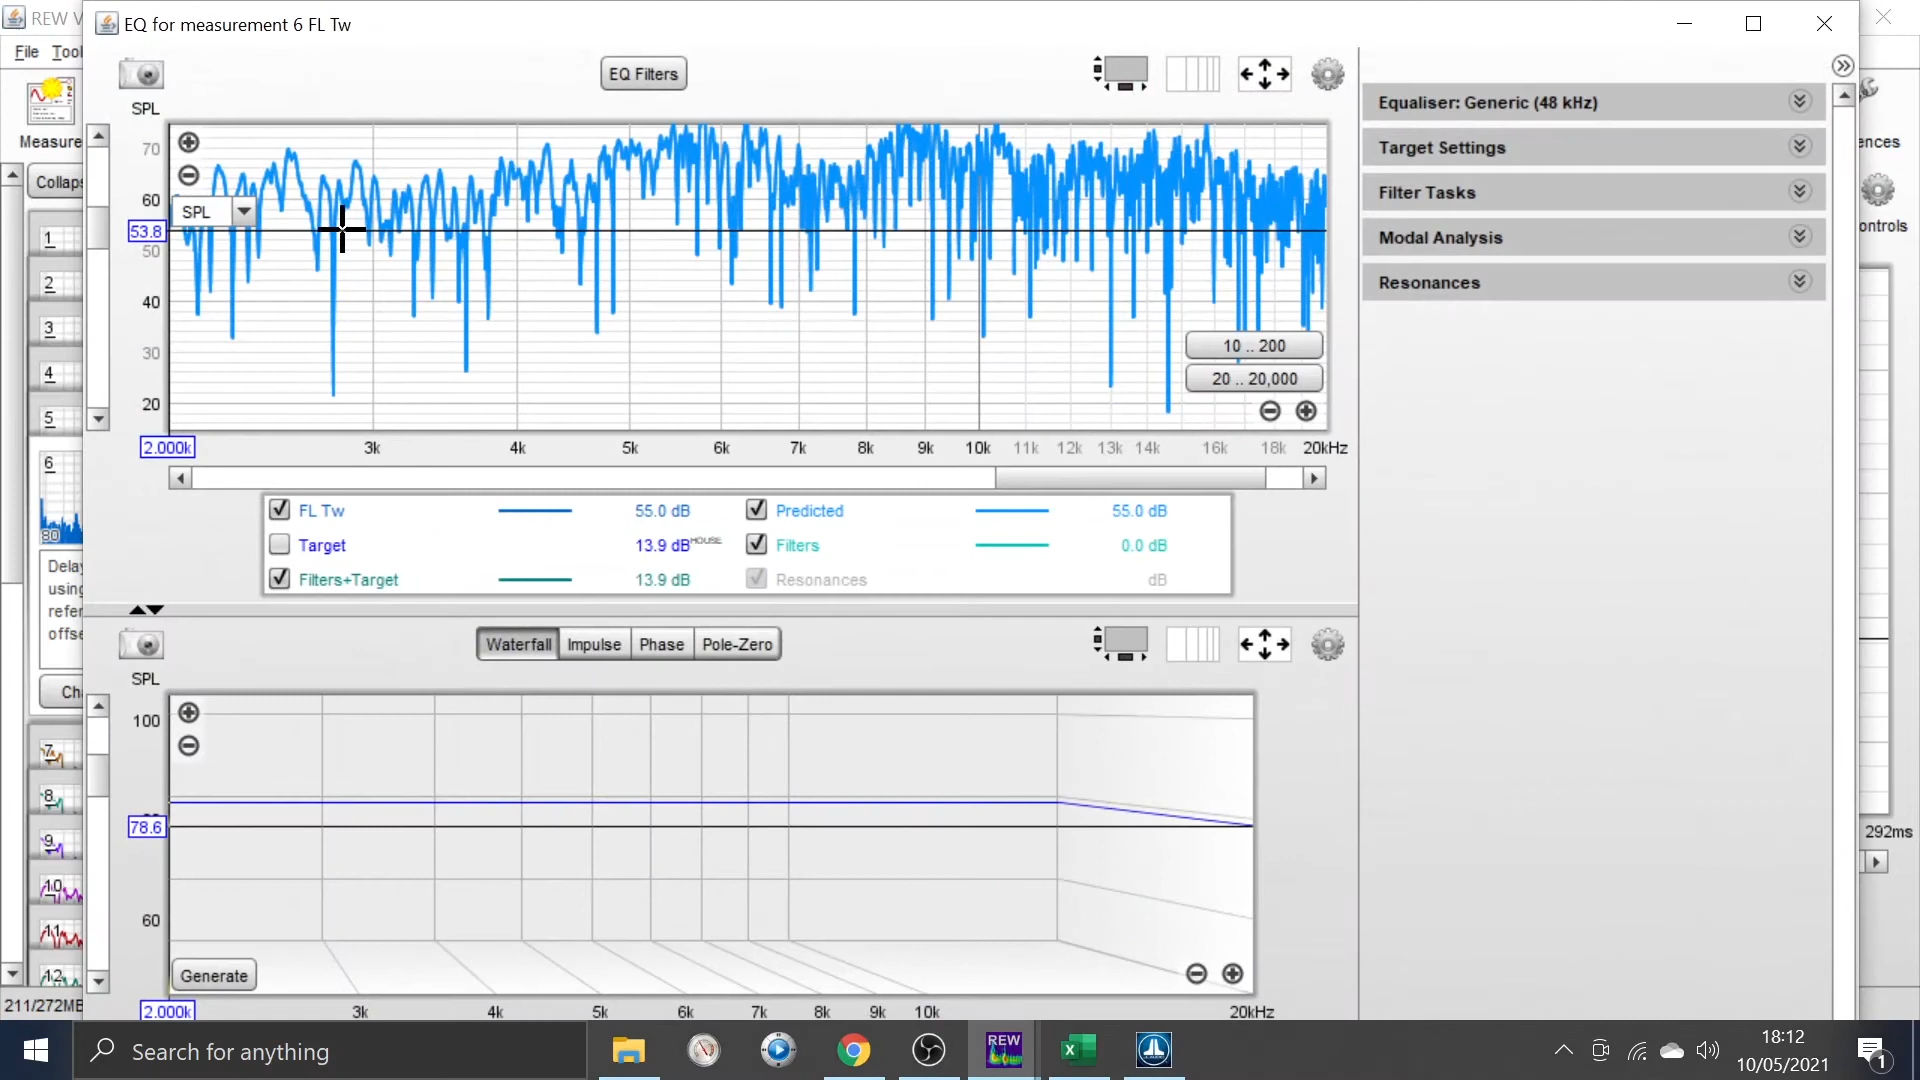 REW V
EQ for measurement 6 FL Tw
File Tool
EQ Filters
Measure
SPL
Collaps
70
60
53.8
50
40
30
20
SPL
10 .. 200
20 .. 20,000
2.000k 3k 4k 5k 6k 7k 8k 9k 10k 11k 12k 13k 14k 16k 18k 20kHz
FL Tw 55.0 dB Predicted 55.0 dB
Target 13.9 dB HOUSE Filters 0.0 dB
Filters+Target 13.9 dB Resonances dB
Equaliser: Generic (48 kHz)
Target Settings
Filter Tasks
Modal Analysis
Resonances
ences
ontrols
1
2
3
4
5
6
80
Delay
using
refer
offse
Ch
7
8
9
10
11
12
211/272MB
Waterfall Impulse Phase Pole-Zero
SPL
100
78.6
60
Generate
2.000k 3k 4k 5k 6k 7k 8k 9k 10k 20kHz
292ms
Search for anything
REW
18:12
10/05/2021
1